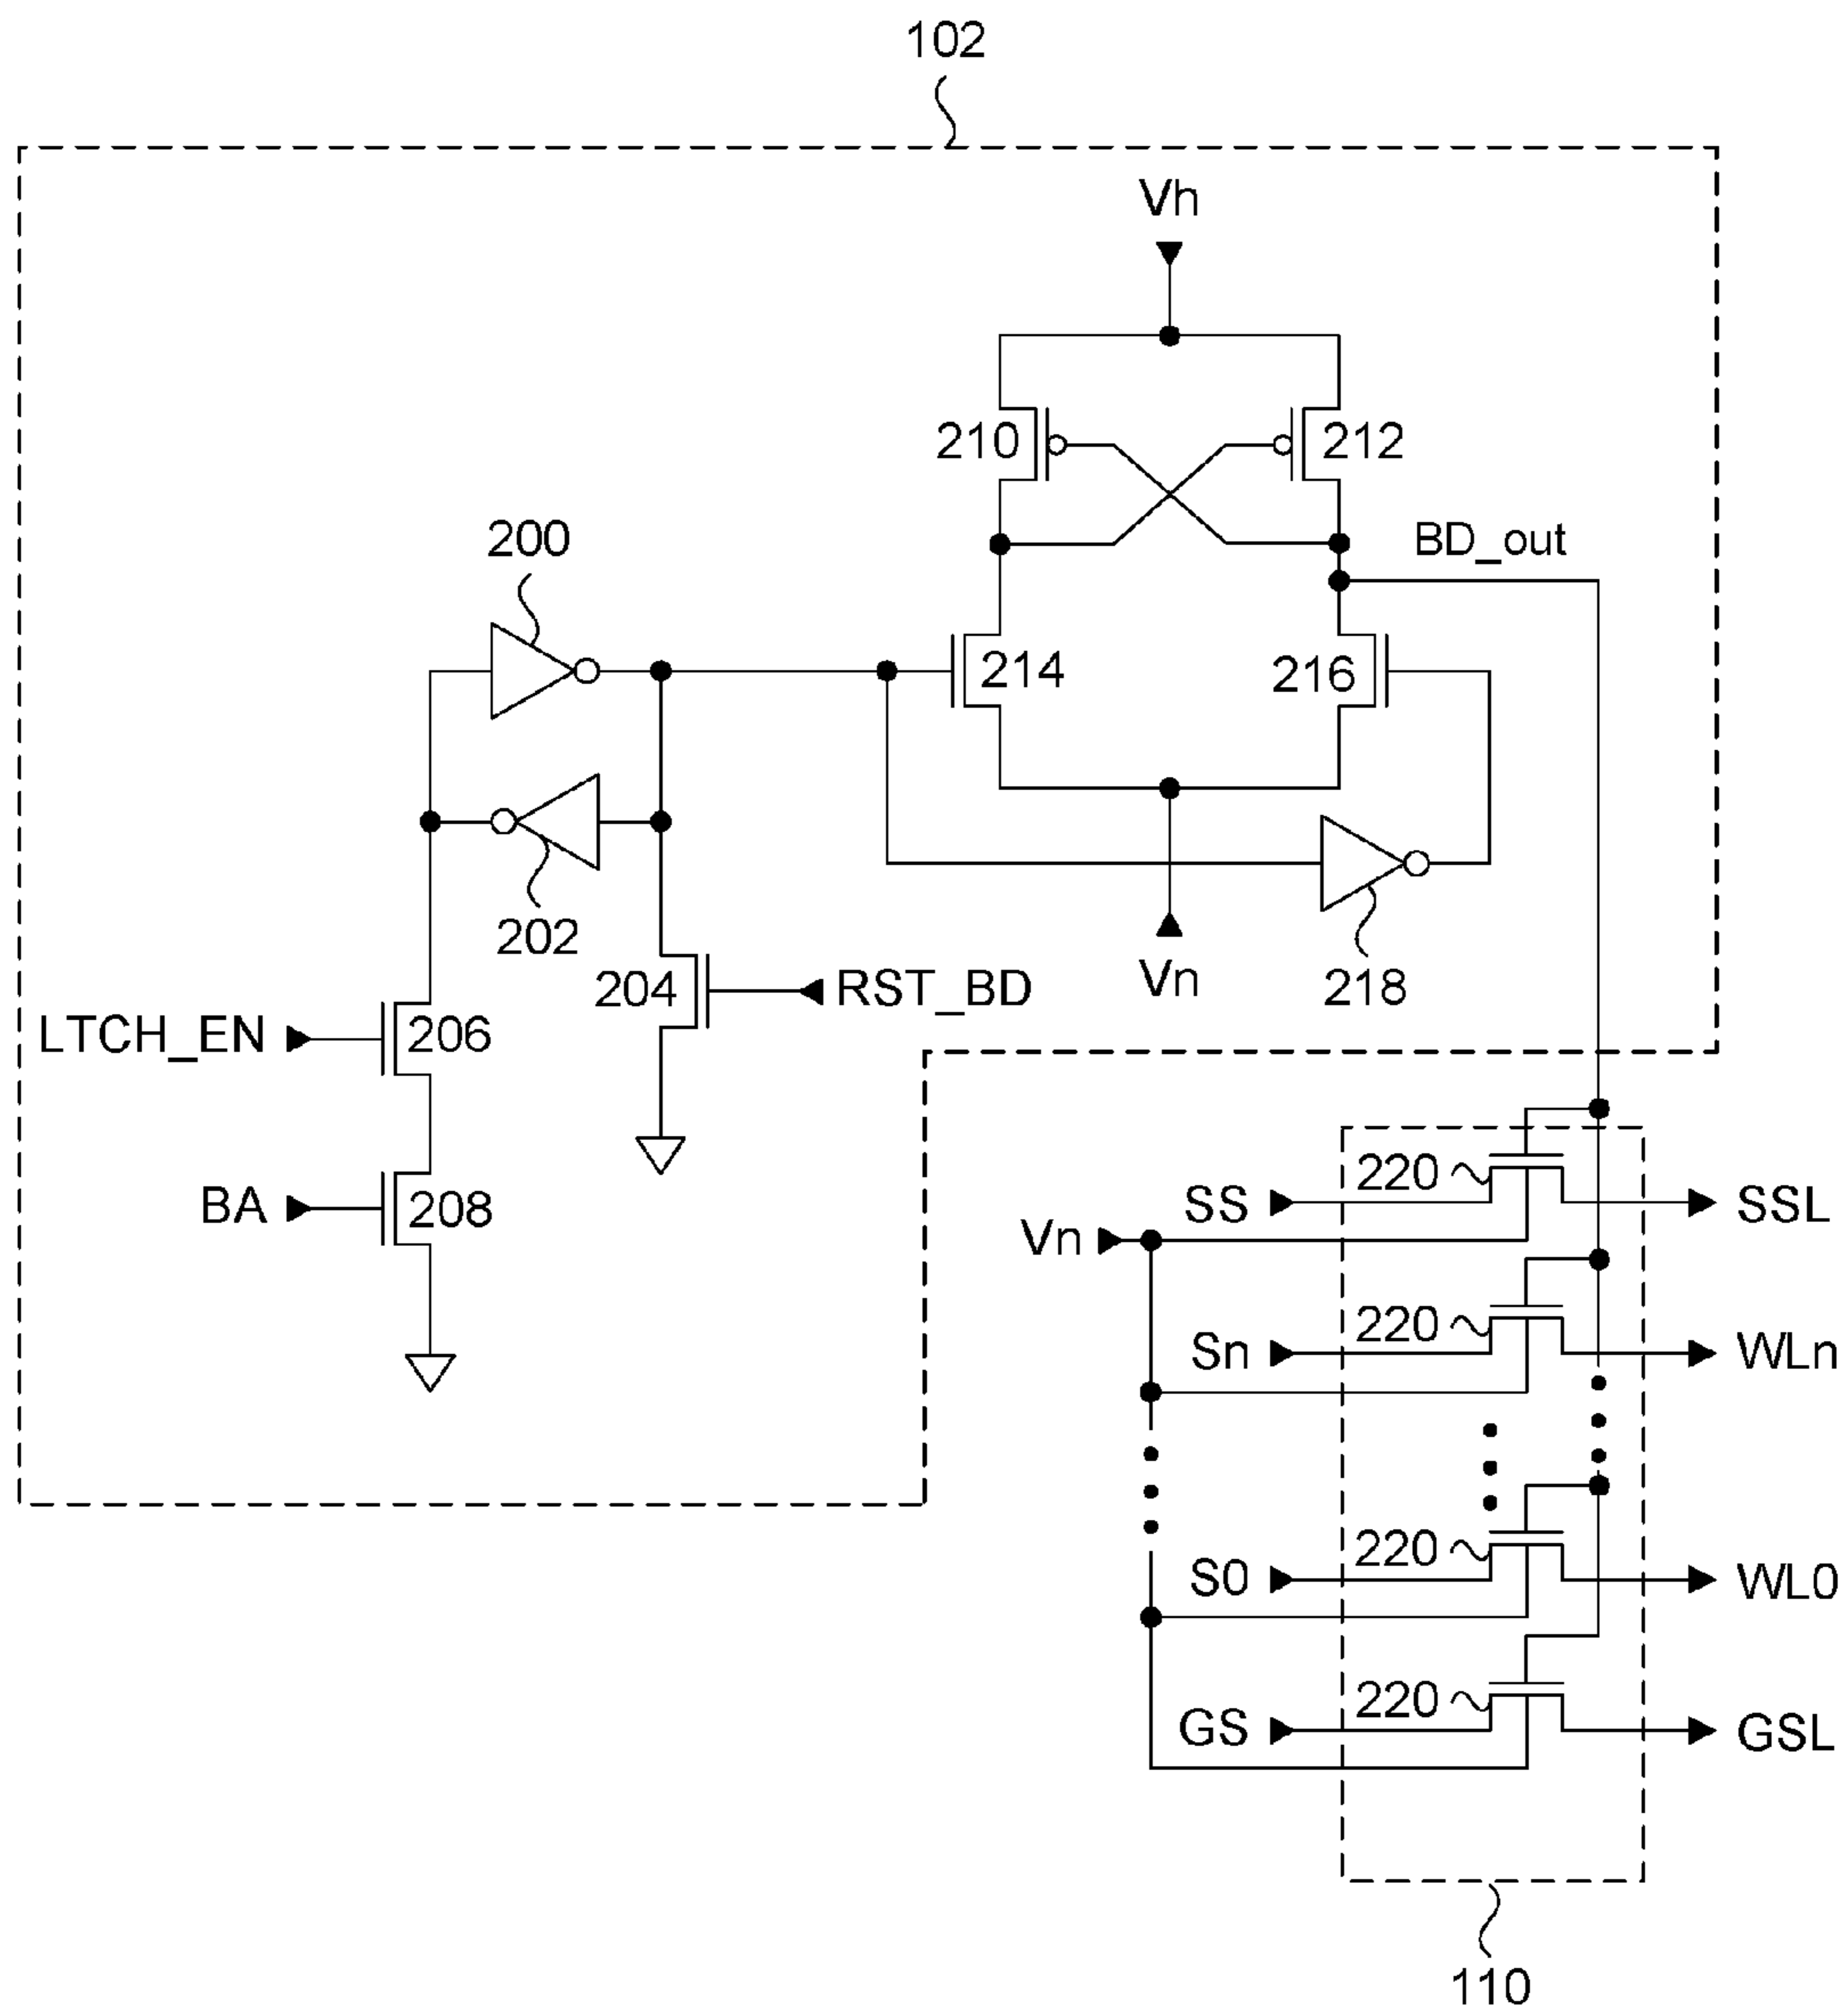 102
Vh
210
212
200
BD_out
214
216
202
204
RST_BD
Vn
218
LTCH_EN
206
BA
208
220
SS
SSL
Vn
220
Sn
WLn
220
S0
WL0
220
GS
GSL
110